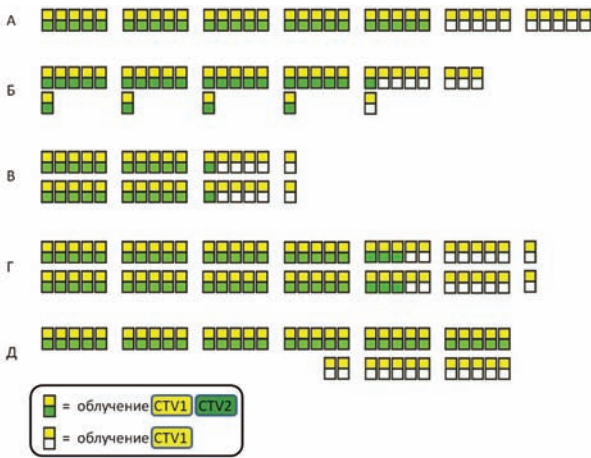 А
Б
В
Г
Д
= облучение CTV1 CTV2
= облучение CTV1